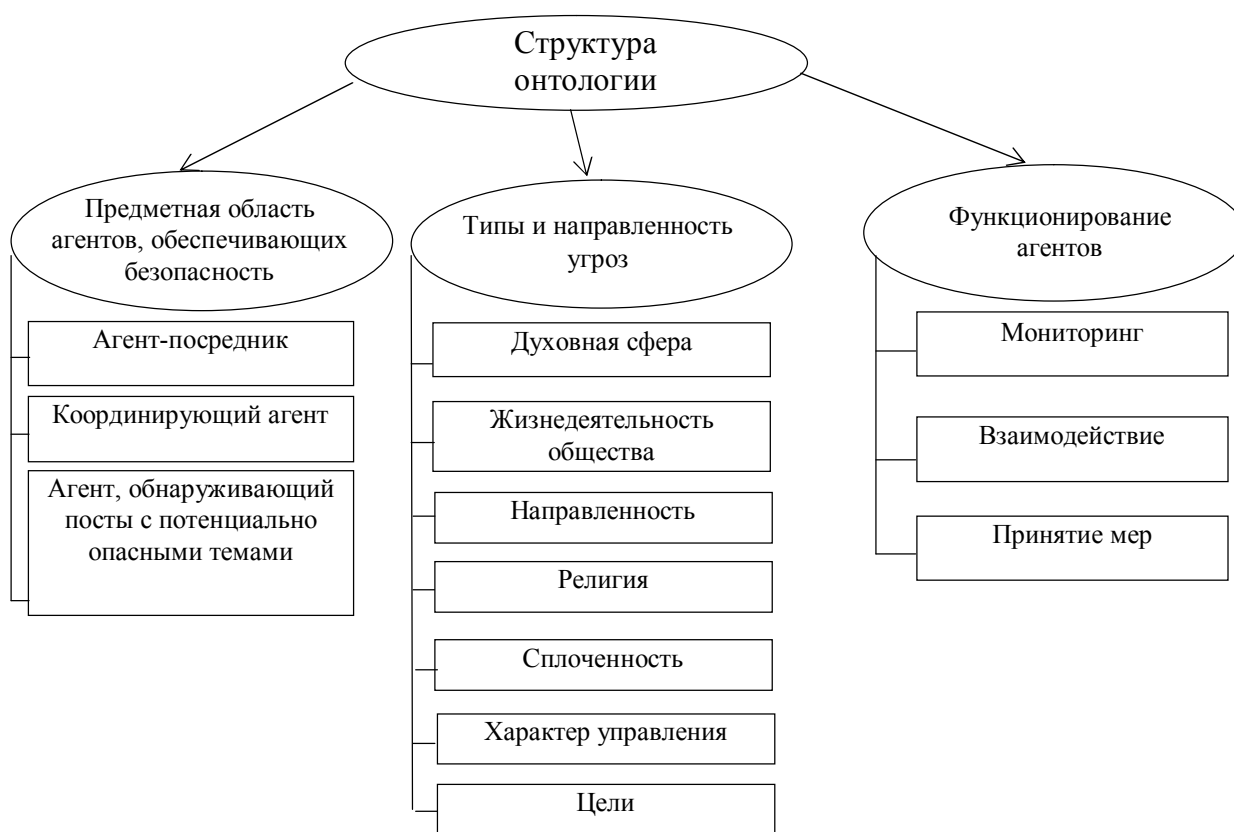 Структура
онтологии
Предметная область
агентов, обеспечивающих
безопасность
Агент-посредник
Координирующий агент
Агент, обнаруживающий
посты с потенциально
опасными темами
Типы и направленность
угроз
Духовная сфера
Жизнедеятельность
общества
Направленность
Религия
Сплоченность
Характер управления
Цели
Функционирование
агентов
Мониторинг
Взаимодействие
Принятие мер